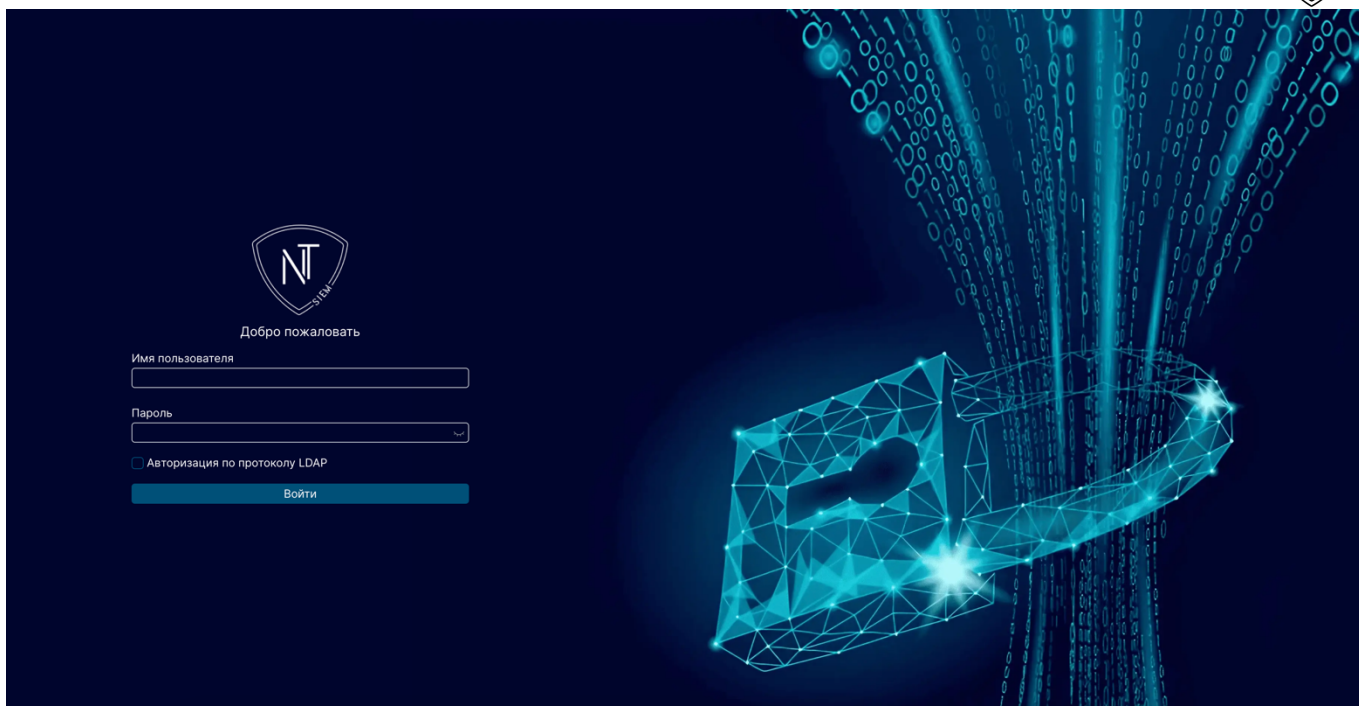 NT
SIEM
Добро пожаловать
Имя пользователя
Пароль
Авторизация по протоколу LDAP
Войти